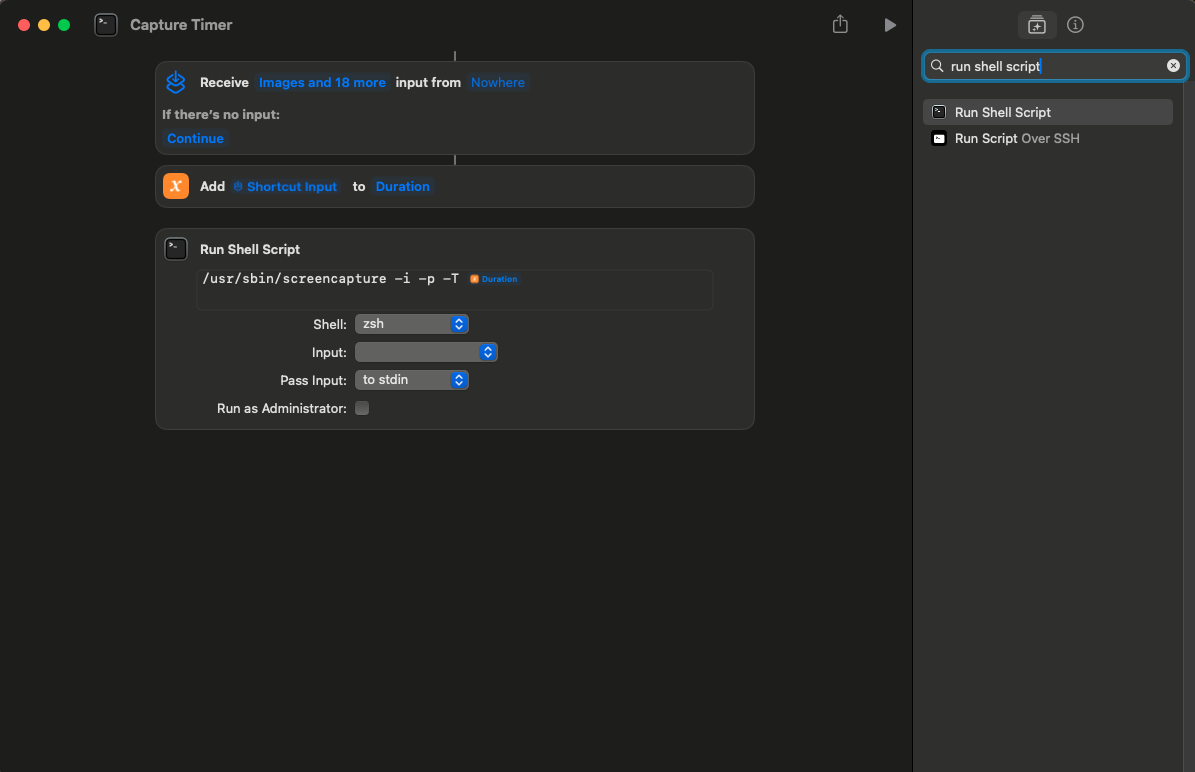 Capture Timer
run shell script
Receive Images and 18 more input from Nowhere
If there's no input:
Continue
Run Shell Script
Run Script Over SSH
Add Shortcut Input to Duration
Run Shell Script
/usr/sbin/screencapture -i -p -T Duration
Shell: zsh
Input:
Pass Input: to stdin
Run as Administrator: